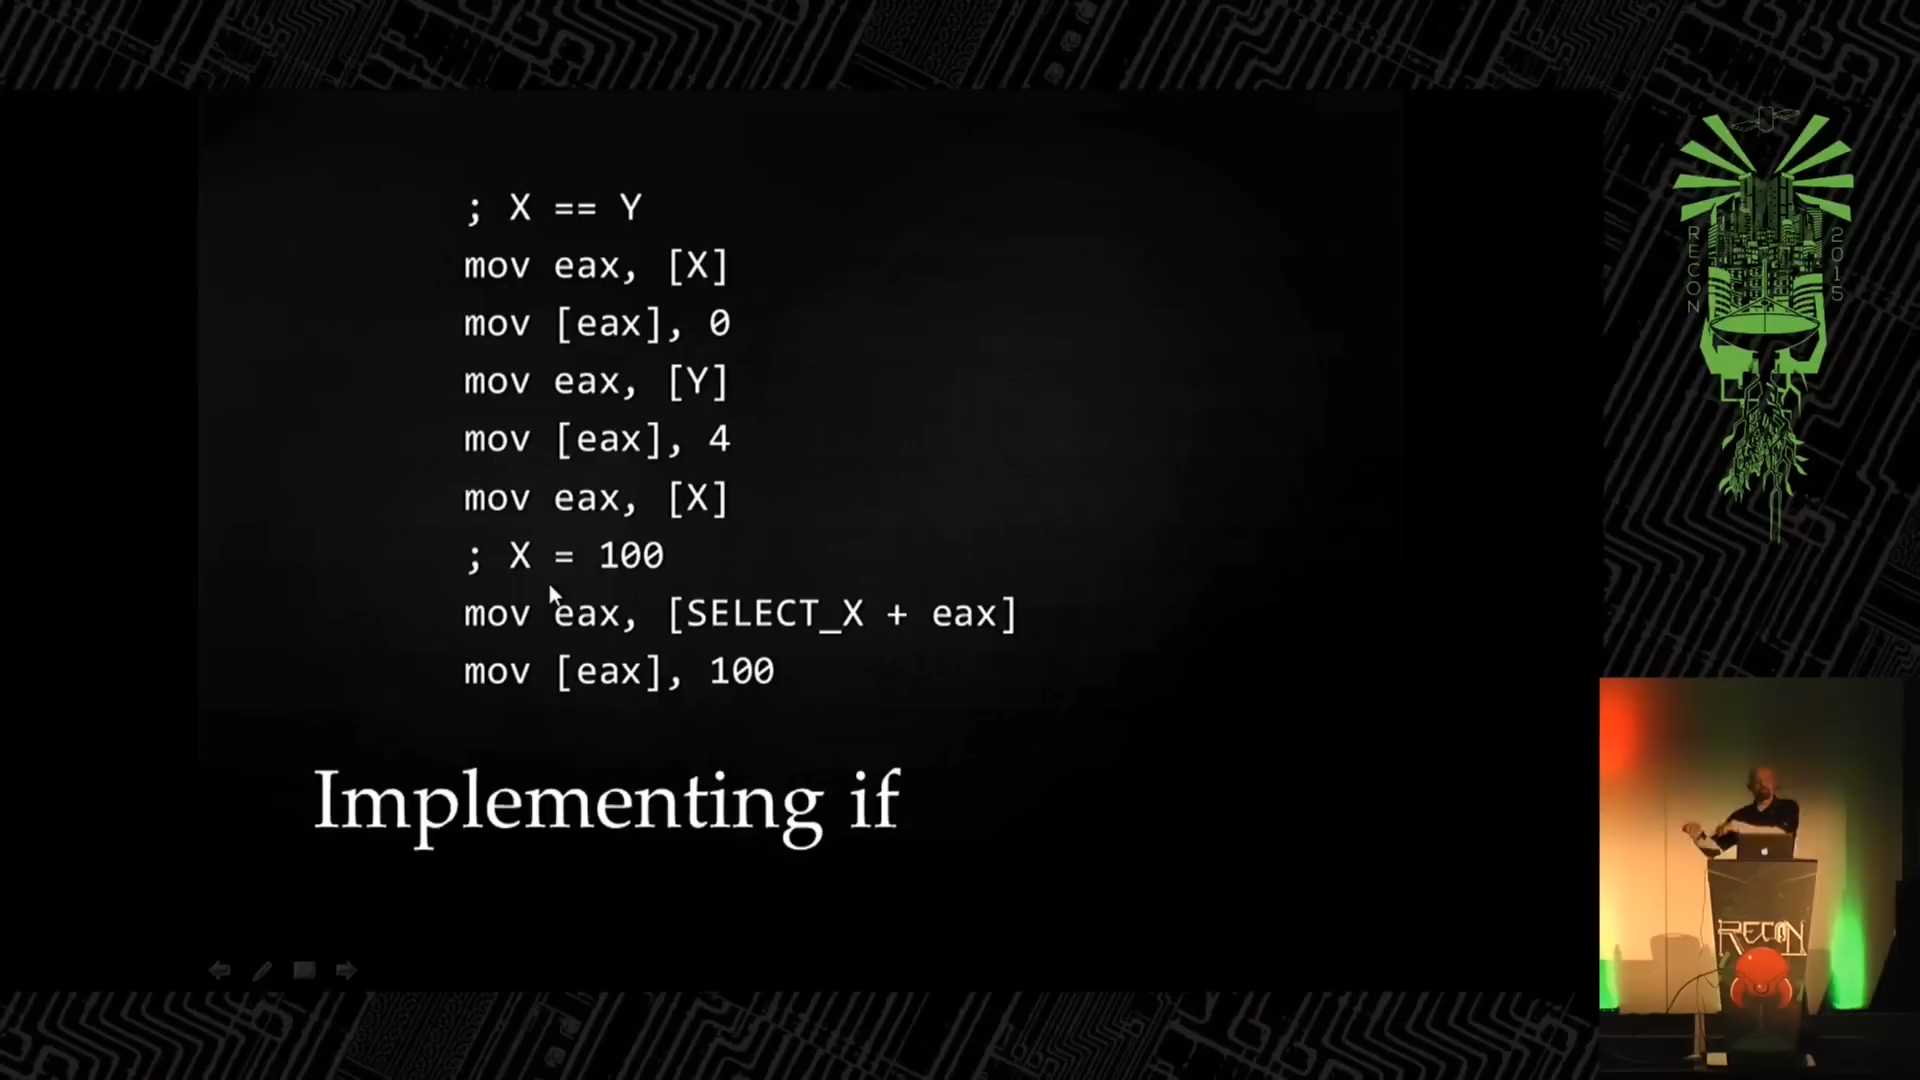 ; X == Y
mov eax, [X]
mov [eax], 0
mov eax, [Y]
mov [eax], 4
mov eax, [X]
; X = 100
mov eax, [SELECT_X + eax]
mov [eax], 100
Implementing if
RECON
2015
RECON